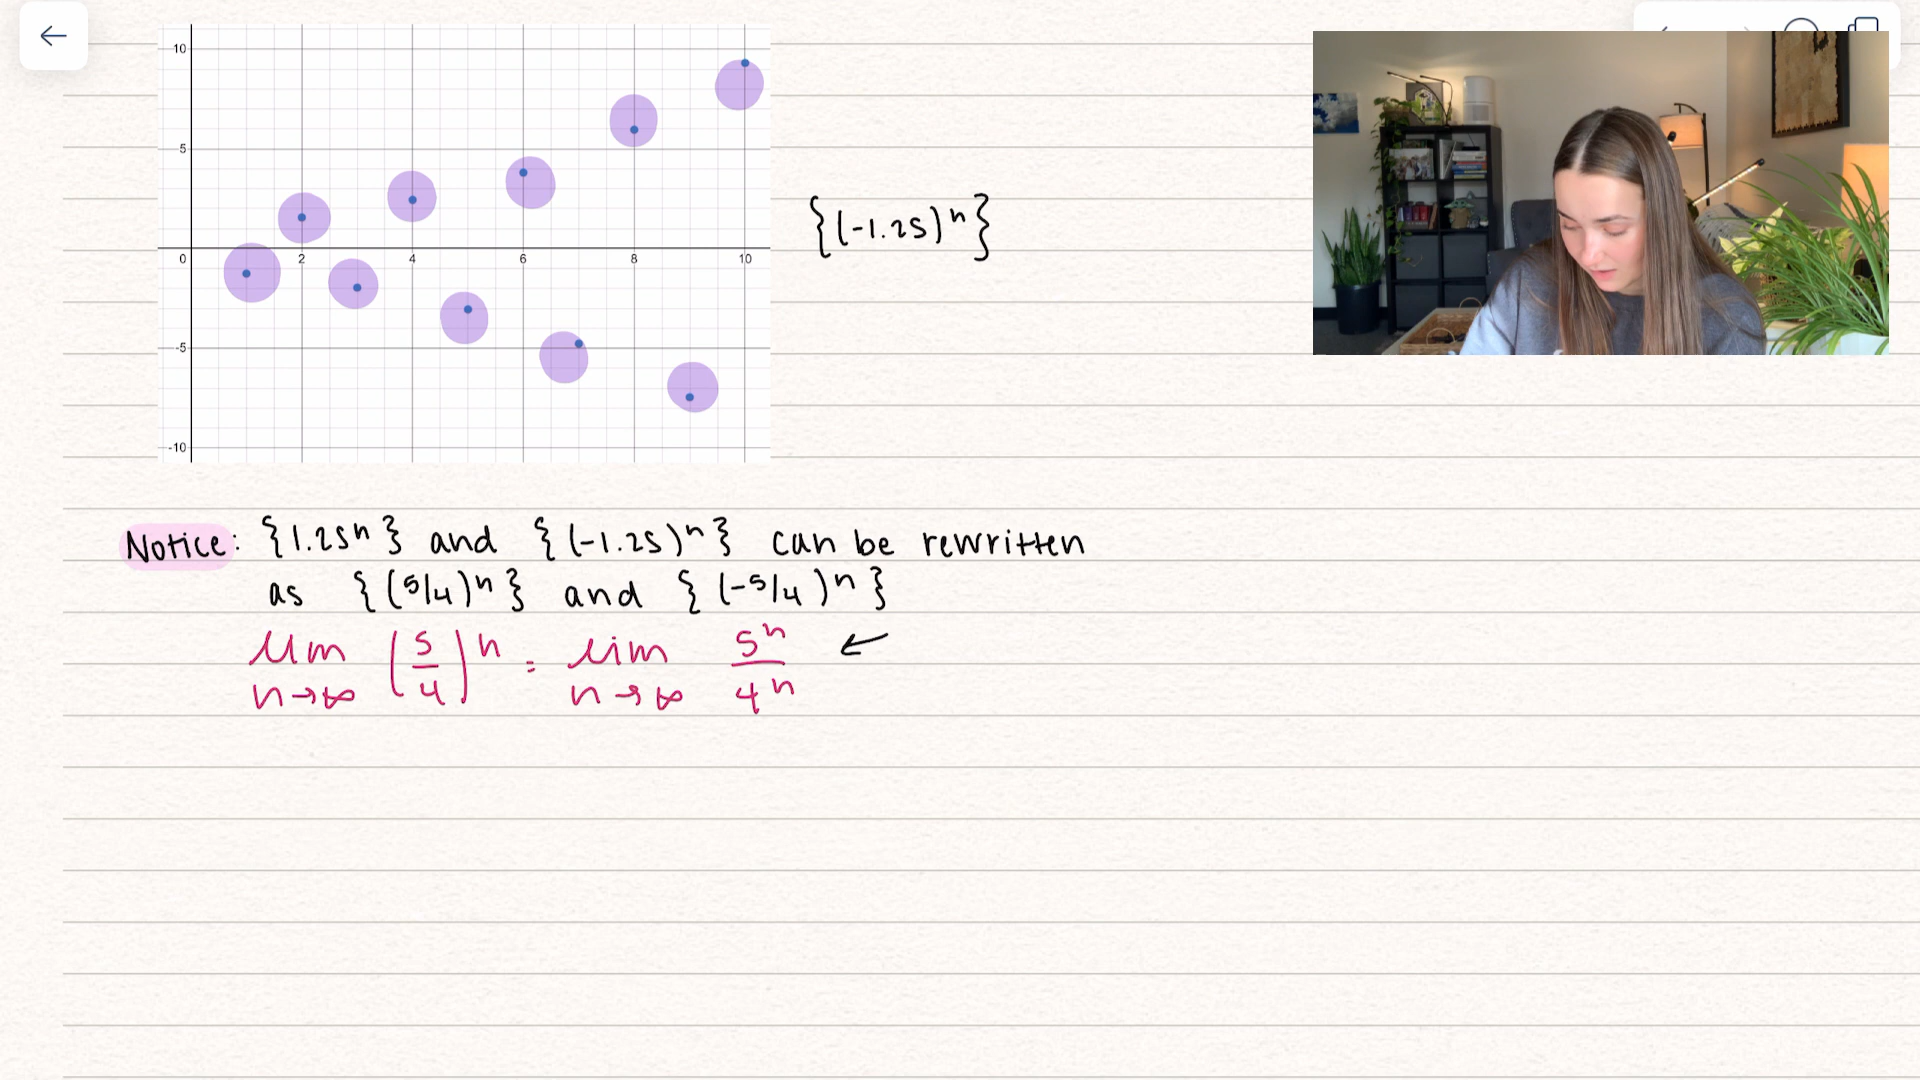 10
5
0 2 4 6 8 10
-5
-10
{(-1.25)ⁿ}
Notice: {1.25ⁿ} and {(-1.25)ⁿ} can be rewritten
as {(5/4)ⁿ} and {(-5/4)ⁿ}
lim n→∞ (5/4)ⁿ = lim n→∞ 5ⁿ/4ⁿ ←